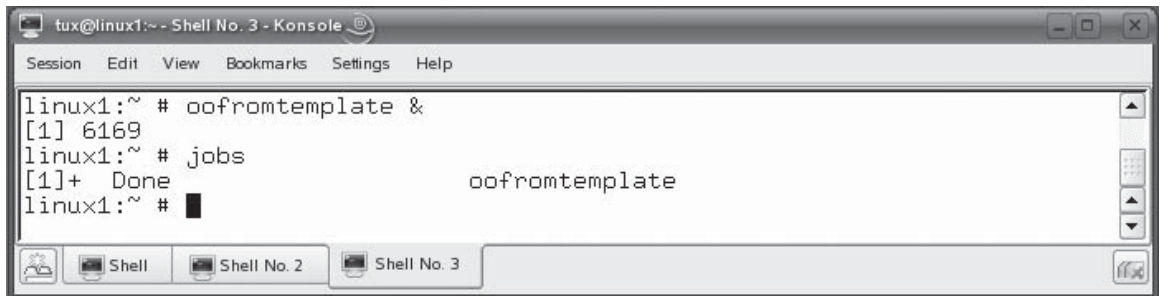 tux@linux1:~ - Shell No. 3 - Konsole
Session Edit View Bookmarks Settings Help
linux1:~ # oofromtemplate &
[1] 6169
linux1:~ # jobs
[1]+  Done                    oofromtemplate
linux1:~ #
Shell Shell No. 2 Shell No. 3